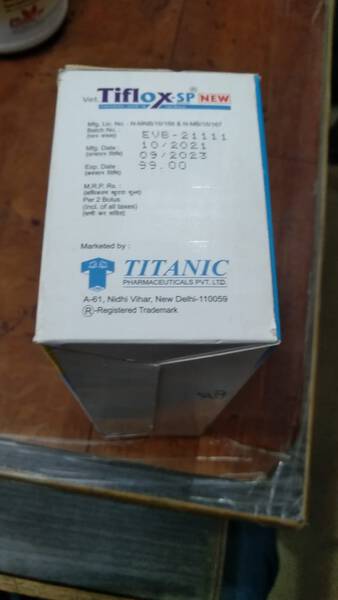 Vet. Tiflox-SP® NEW
Mfg. Lic. No. :
Batch No. :
EVB-21111
Mfg. Date :
10/2021
09/2023
Exp. Date :
99.00
M.R.P. Rs. :
Per 2 Bolus
(Incl. of all taxes)
Marketed by :
TITANIC
PHARMACEUTICALS PVT. LTD.
A-61, Nidhi Vihar, New Delhi-110059
®-Registered Trademark